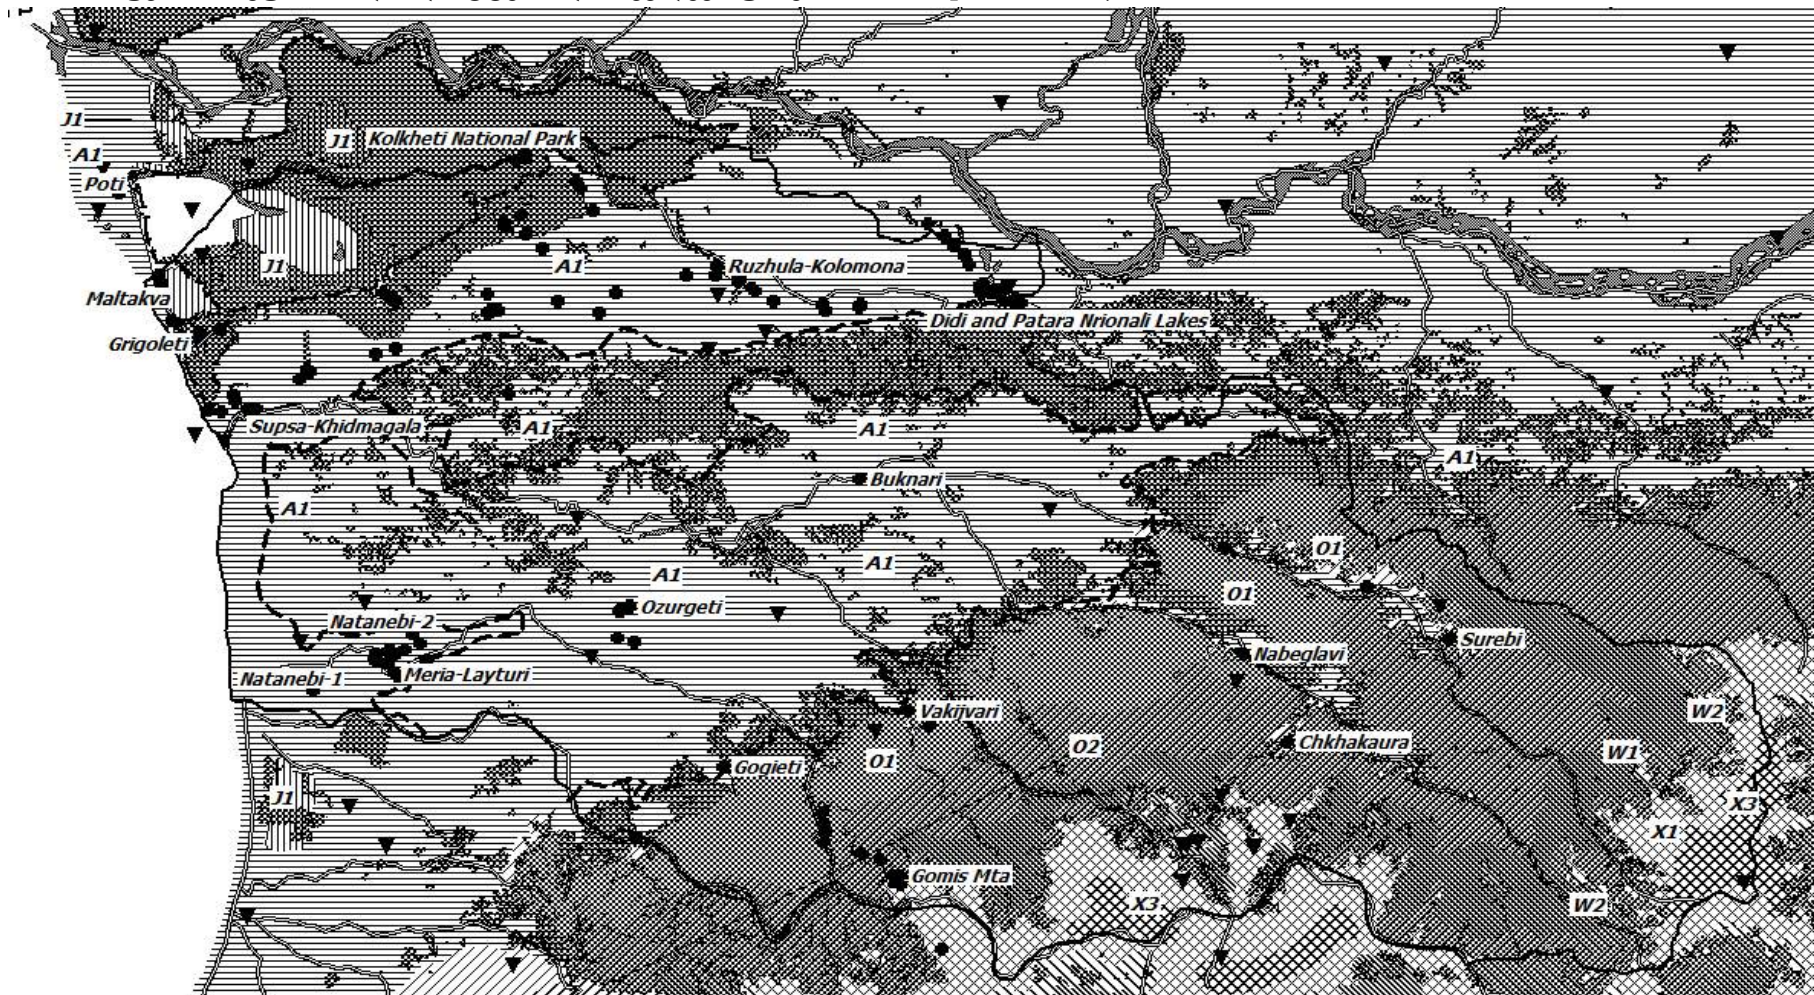 J1
J1
Kolkheti National Park
A1
Poti
J1
A1
Ruzhula-Kolomona
Maltakva
Didi and Patara Nrionali Lakes
Grigoleti
Supsa-Khidmagala
A1
A1
A1
Buknari
A1
O1
A1
A1
O1
Ozurgeti
Natanebi-2
Surebi
Nabeglavi
Natanebi-1
Meria-Layturi
Vakijvari
W2
O2
Chkhakaura
W1
O1
Gogieti
J1
X3
X1
Gomis Mta
X3
W2